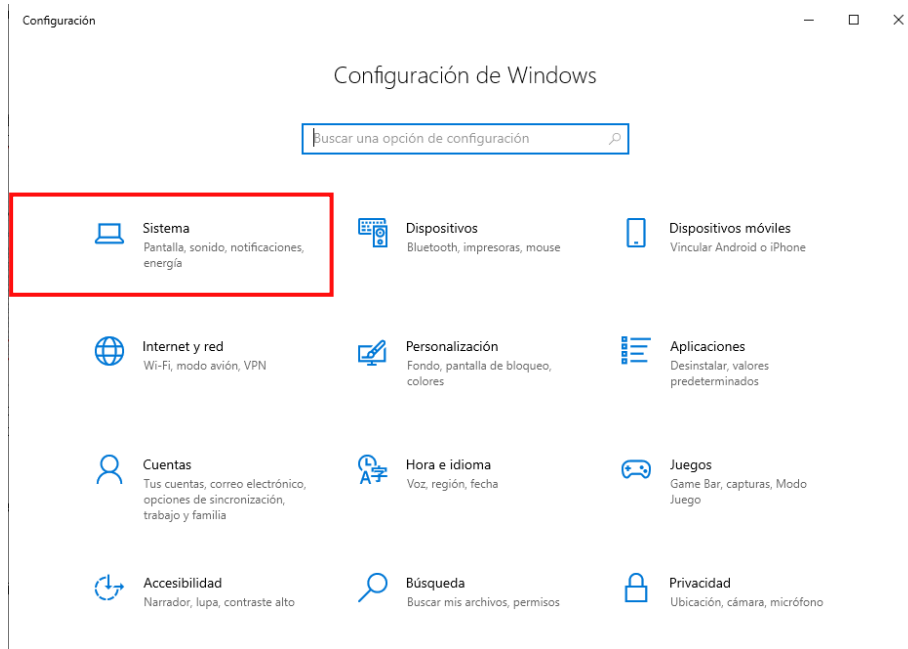 Configuración
Configuración de Windows
Buscar una opción de configuración
Sistema
Pantalla, sonido, notificaciones,
energía
Dispositivos
Bluetooth, impresoras, mouse
Dispositivos móviles
Vincular Android o iPhone
Internet y red
Wi-Fi, modo avión, VPN
Personalización
Fondo, pantalla de bloqueo,
colores
Aplicaciones
Desinstalar, valores
predeterminados
Cuentas
Tus cuentas, correo electrónico,
opciones de sincronización,
trabajo y familia
Hora e idioma
Voz, región, fecha
Juegos
Game Bar, capturas, Modo
Juego
Accesibilidad
Narrador, lupa, contraste alto
Búsqueda
Buscar mis archivos, permisos
Privacidad
Ubicación, cámara, micrófono